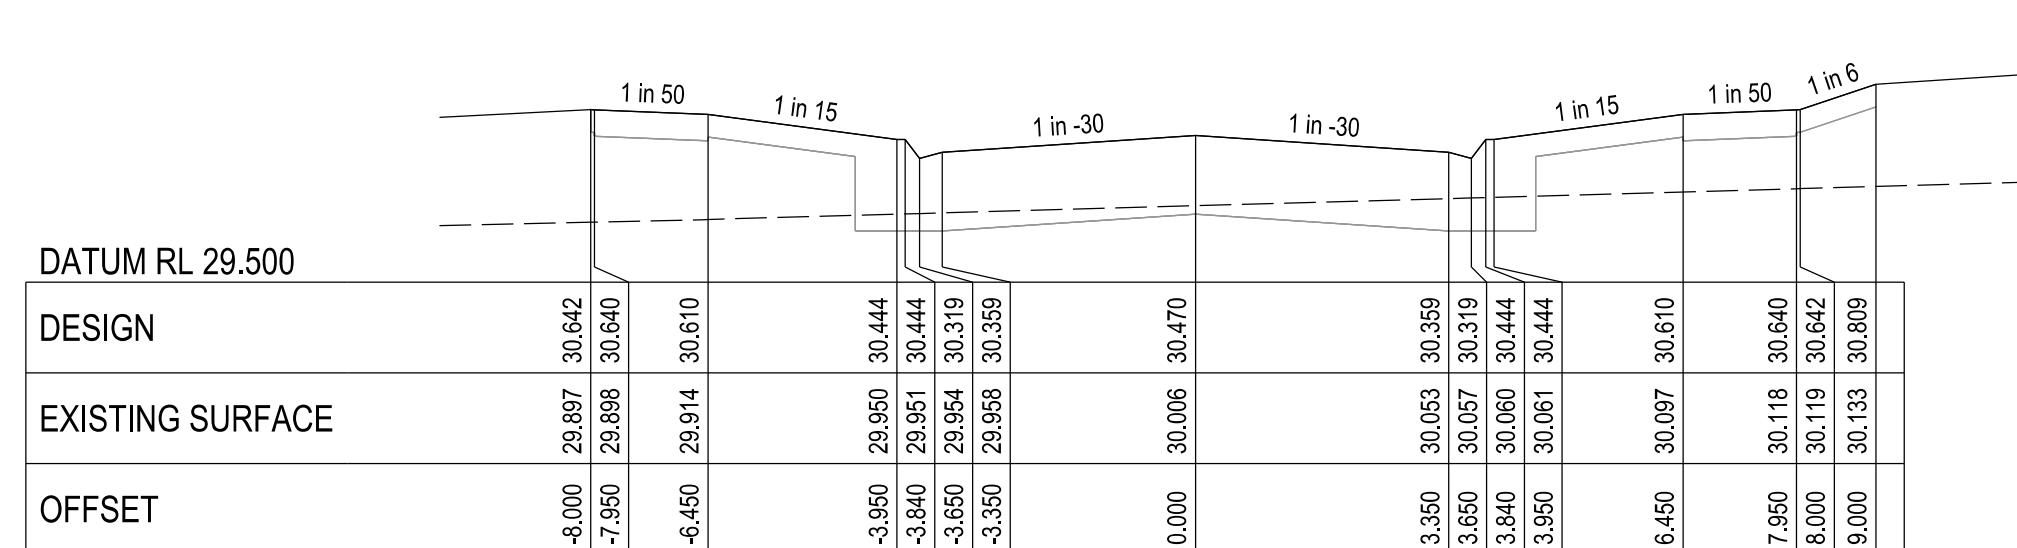 1 in 50 1 in 15 1 in -30 1 in -30 1 in 15 1 in 50 1 in 6
DATUM RL 29.500
DESIGN 30.642 30.640 30.610 30.444 30.444 30.319 30.359 30.470 30.359 30.319 30.444 30.444 30.610 30.640 30.642 30.809
EXISTING SURFACE 29.897 29.898 29.914 29.950 29.951 29.954 29.958 30.006 30.053 30.057 30.060 30.061 30.097 30.118 30.119 30.133
OFFSET -8.000 -7.950 -6.450 -3.950 -3.840 -3.650 -3.350 0.000 3.350 3.650 3.840 3.950 6.450 7.950 8.000 9.000